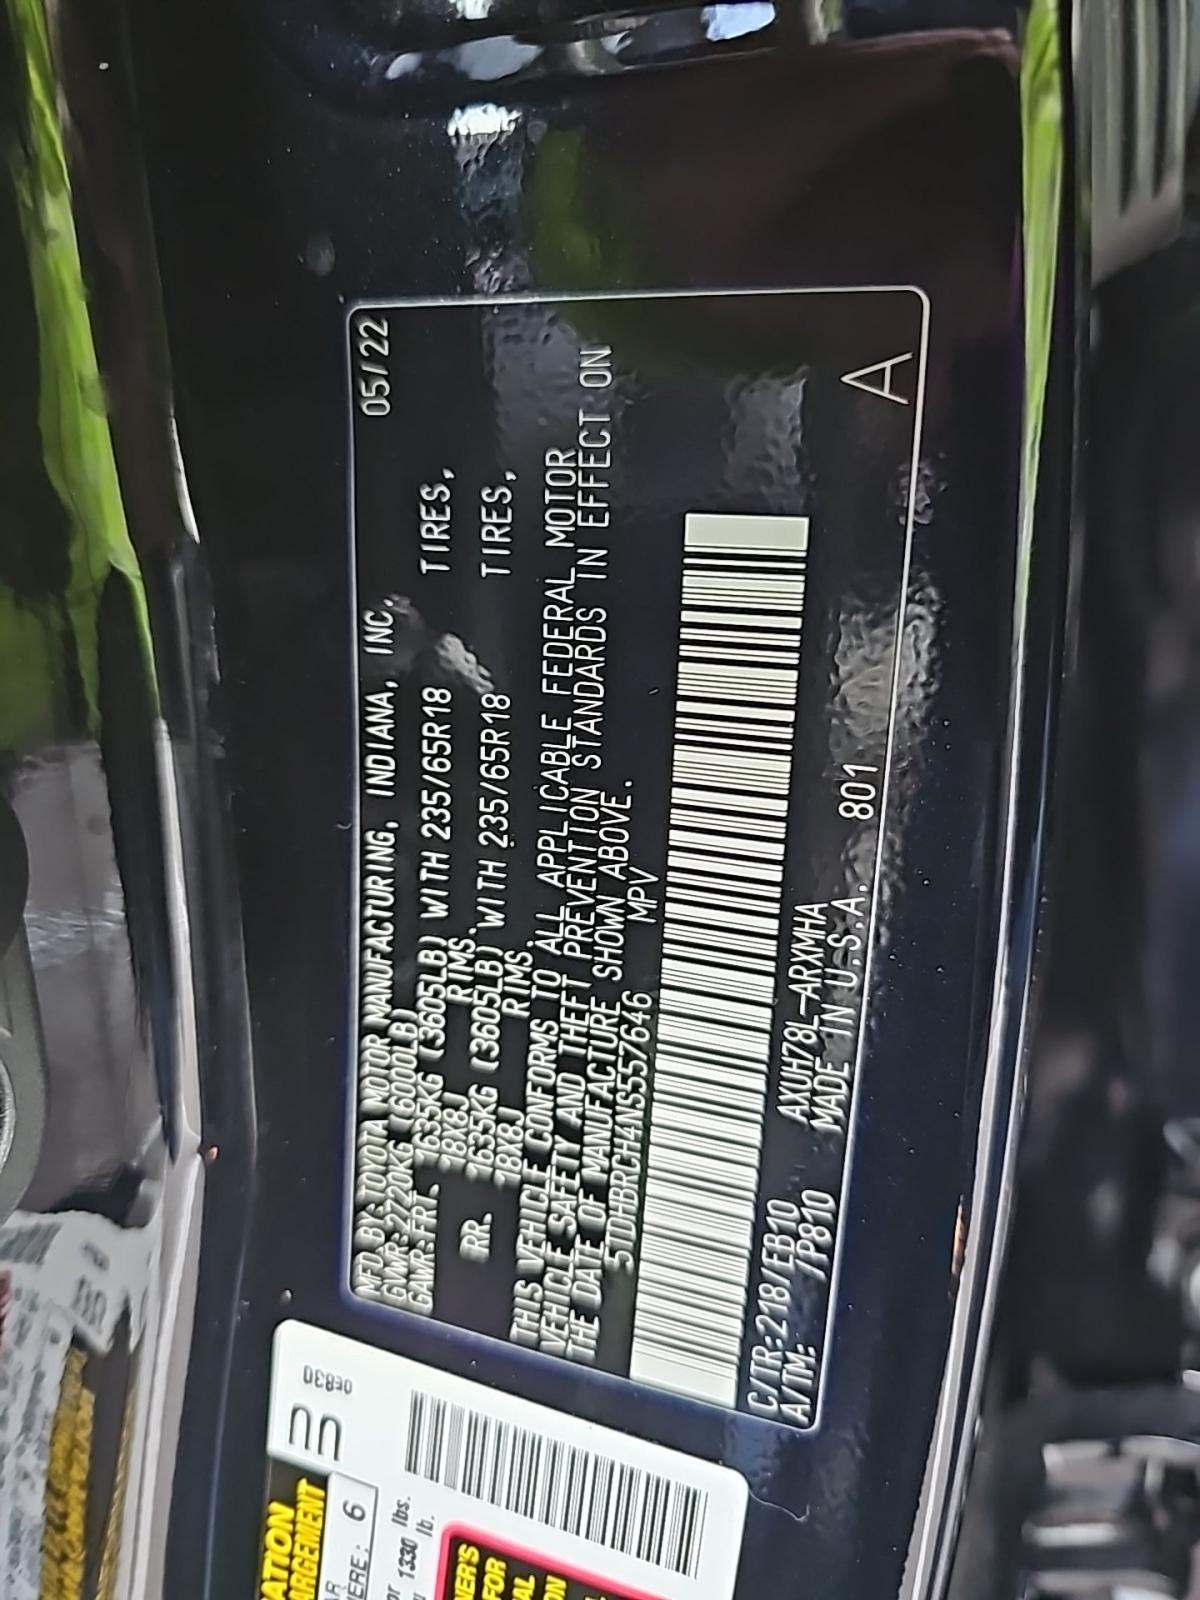 MFD. BY: TOYOTA MOTOR MANUFACTURING, INDIANA, INC. 05/22
GVWR: 2720KG (6000LB)
GAWR: FRT. 1635KG (3605LB) WITH 235/65R18 TIRES,
18X8J RIMS.
RR. 1635KG (3605LB) WITH 235/65R18 TIRES,
18X8J RIMS.
THIS VEHICLE CONFORMS TO ALL APPLICABLE FEDERAL MOTOR
VEHICLE SAFETY AND THEFT PREVENTION STANDARDS IN EFFECT ON
THE DATE OF MANUFACTURE SHOWN ABOVE.
5TDHBRCH4NS557646 MPV
C/TR: 218/EB10 AXUH78L-ARXMHA
A/TM: /P810 MADE IN U.S.A. 801
A
0E830
6
1330 lbs.
lb.